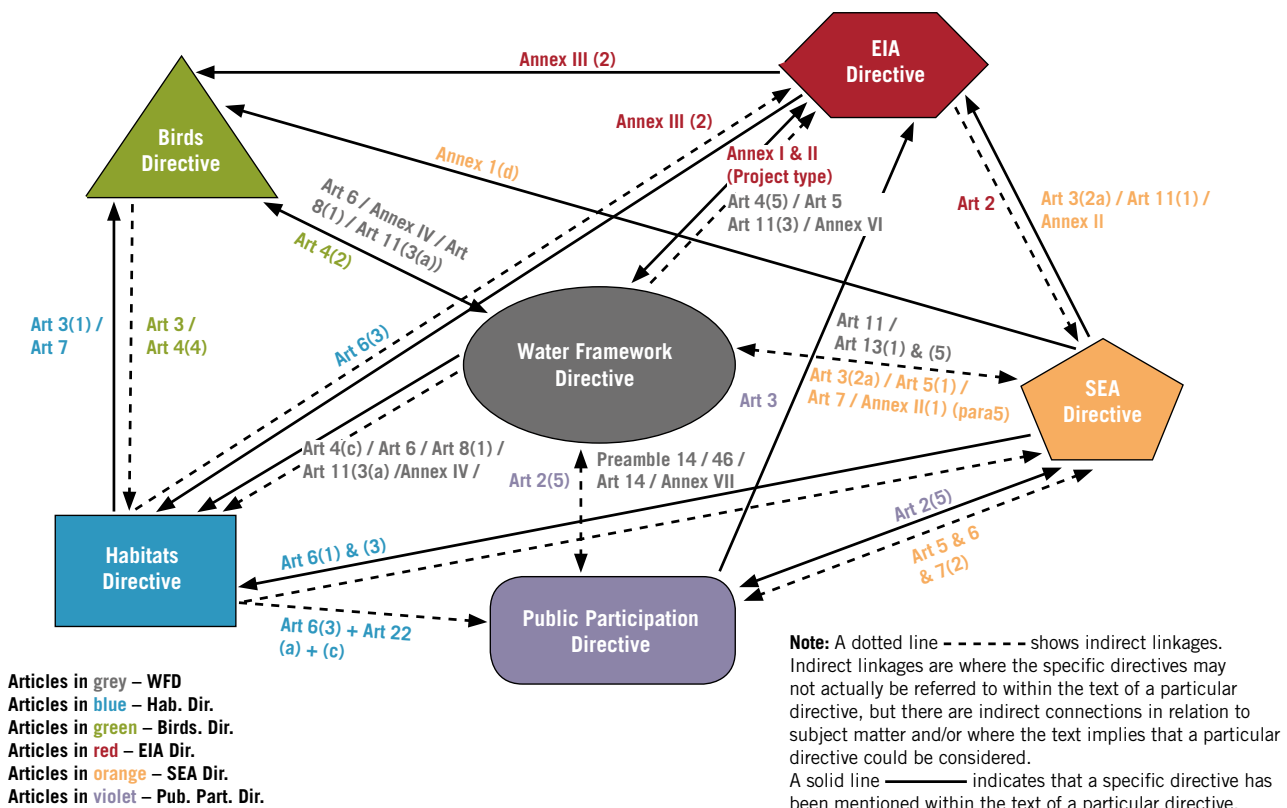 EIA
Directive
Annex III (2)
Birds
Directive
Annex III (2)
Annex 1(d)
Annex I & II
(Project type)
Art 4(5) / Art 5
Art 11(3) / Annex VI
Art 2
Art 3(2a) / Art 11(1) /
Annex II
Art 6 / Annex IV / Art
8(1) / Art 11(3(a))
Art 4(2)
Art 3(1) /
Art 7
Art 3 /
Art 4(4)
Art 6(3)
Water Framework
Directive
Art 11 /
Art 13(1) & (5)
Art 3(2a) / Art 5(1) /
Art 7 / Annex II(1) (para5)
SEA
Directive
Art 3
Art 4(c) / Art 6 / Art 8(1) /
Art 11(3(a) /Annex IV /
Art 2(5)
Preamble 14 / 46 /
Art 14 / Annex VII
Art 2(5)
Art 5 & 6
& 7(2)
Habitats
Directive
Art 6(1) & (3)
Art 6(3) + Art 22
(a) + (c)
Public Participation
Directive
Articles in grey – WFD
Articles in blue – Hab. Dir.
Articles in green – Birds. Dir.
Articles in red – EIA Dir.
Articles in orange – SEA Dir.
Articles in violet – Pub. Part. Dir.
Note: A dotted line - - - - - - shows indirect linkages.
Indirect linkages are where the specific directives may
not actually be referred to within the text of a particular
directive, but there are indirect connections in relation to
subject matter and/or where the text implies that a particular
directive could be considered.
A solid line ——— indicates that a specific directive has
been mentioned within the text of a particular directive.